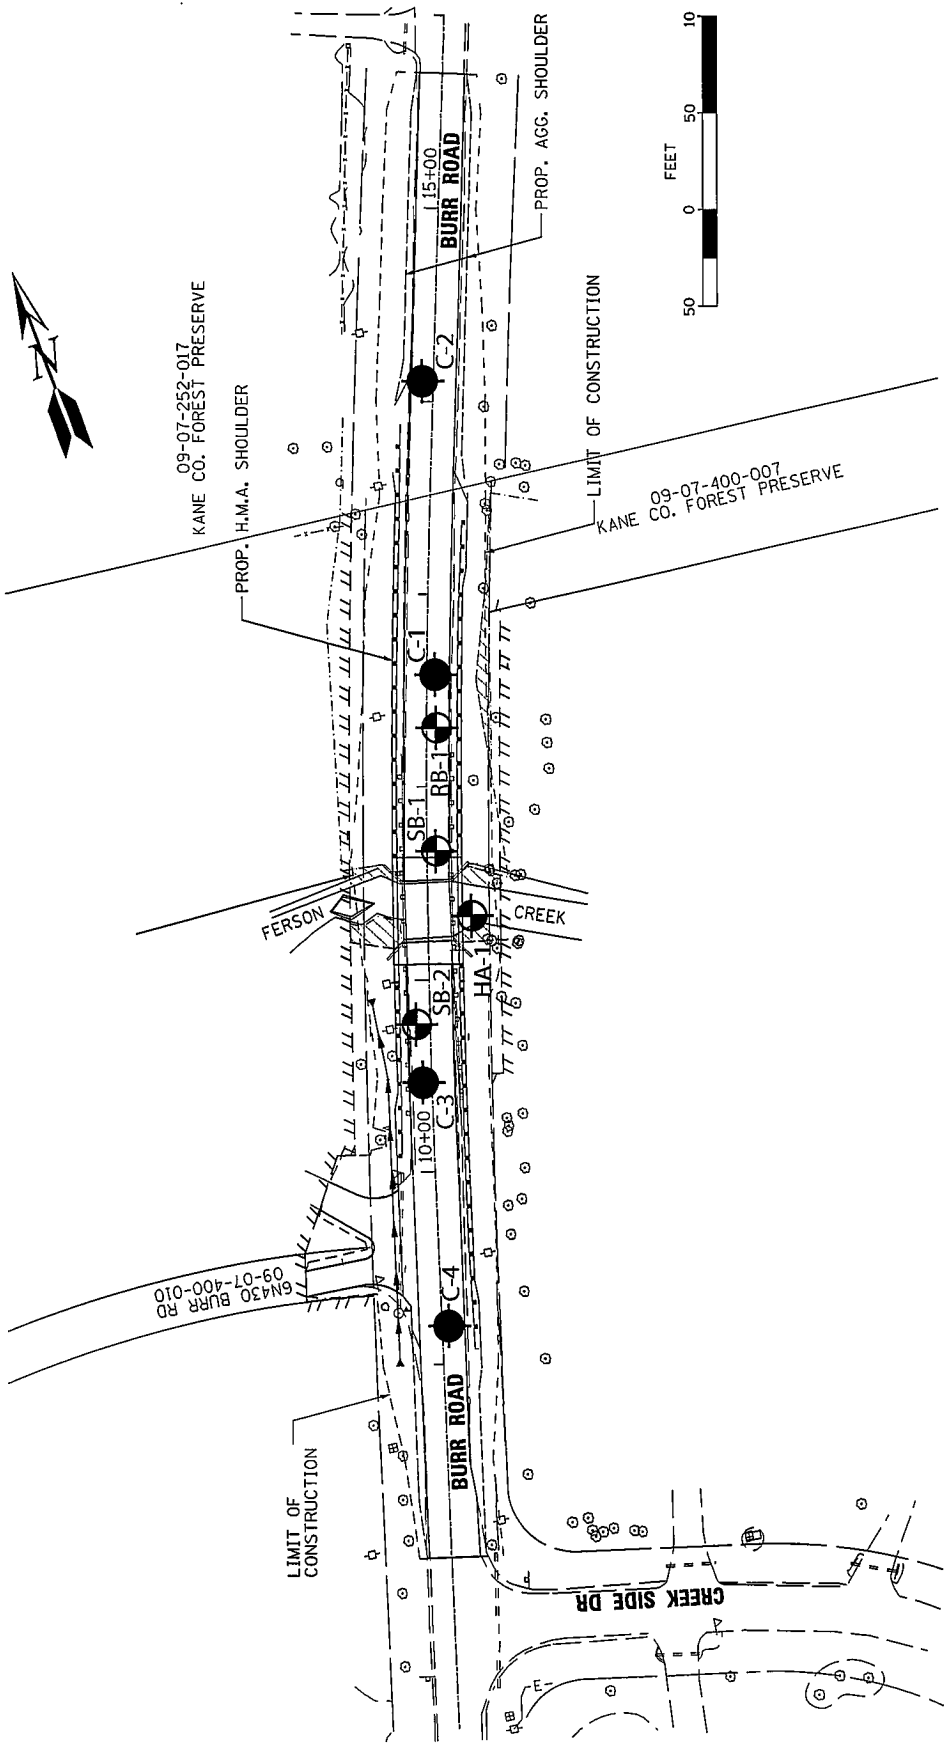 N
09-07-252-017
KANE CO. FOREST PRESERVE
PROP. H.M.A. SHOULDER
15+00
BURR ROAD
PROP. AGG. SHOULDER
FEET
50
0
50
10
C-2
LIMIT OF CONSTRUCTION
09-07-400-007
KANE CO. FOREST PRESERVE
C-1
RB-1
SB-1
FERSON
CREEK
HA-1
SB-2
C-3
10+00
6N430 BURR RD
09-07-400-010
C-4
BURR ROAD
LIMIT OF
CONSTRUCTION
CREEK SIDE DR
-E-